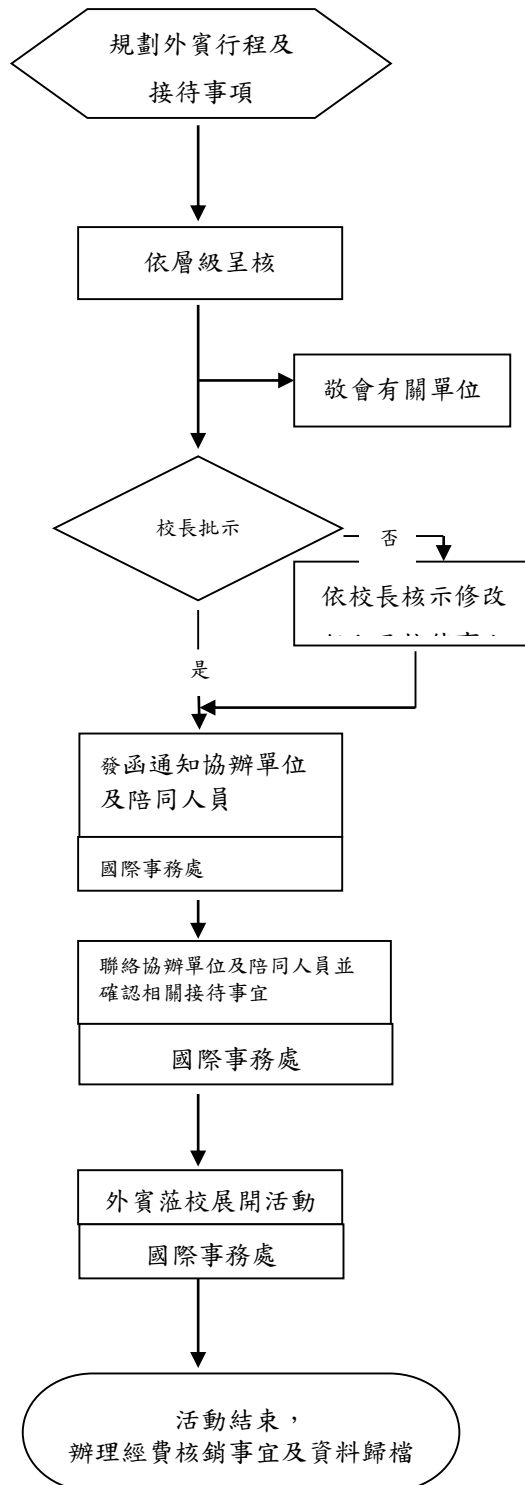 規劃外賓行程及
接待事項
依層級呈核
敬會有關單位
校長批示
否
依校長核示修改
是
發函通知協辦單位
及陪同人員
國際事務處
聯絡協辦單位及陪同人員並
確認相關接待事宜
國際事務處
外賓蒞校展開活動
國際事務處
活動結束，
辦理經費核銷事宜及資料歸檔